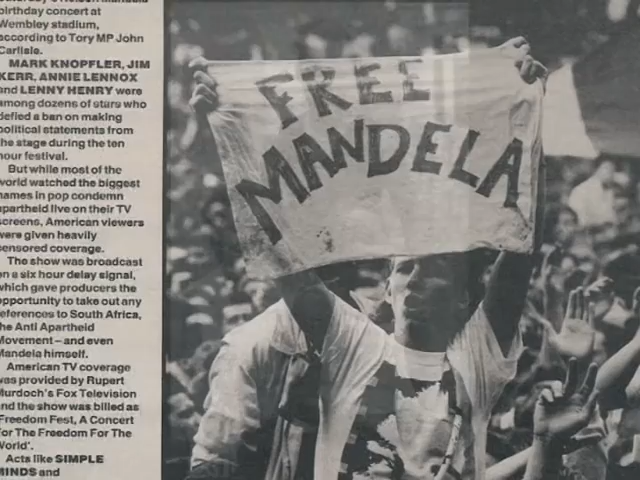 birthday concert at
Wembley stadium,
according to Tory MP John
Carlisle.
MARK KNOPFLER, JIM
KERR, ANNIE LENNOX
and LENNY HENRY were
among dozens of stars who
defied a ban on making
political statements from
the stage during the ten
hour festival.
But while most of the
world watched the biggest
names in pop condemn
apartheid live on their TV
screens, American viewers
were given heavily
censored coverage.
The show was broadcast
on a six hour delay signal,
which gave producers the
opportunity to take out any
references to South Africa,
the Anti Apartheid
Movement – and even
Mandela himself.
American TV coverage
was provided by Rupert
Murdoch's Fox Television
and the show was billed as
'Freedom Fest, A Concert
For The Freedom For The
World'.
Acts like SIMPLE
MINDS and
FREE
MANDELA